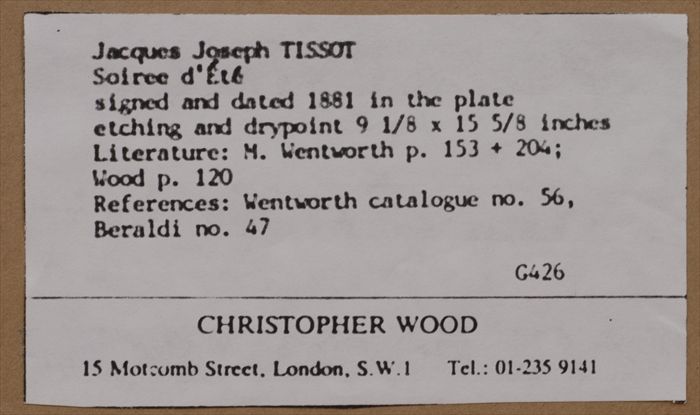 Jacques Joseph TISSOT
Soiree d'Été
signed and dated 1881 in the plate
etching and drypoint 9 1/8 x 15 5/8 inches
Literature: M. Wentworth p. 153 + 204;
Wood p. 120
References: Wentworth catalogue no. 56,
Beraldi no. 47
G426
CHRISTOPHER WOOD
15 Motcomb Street, London, S.W.1 Tel.: 01-235 9141